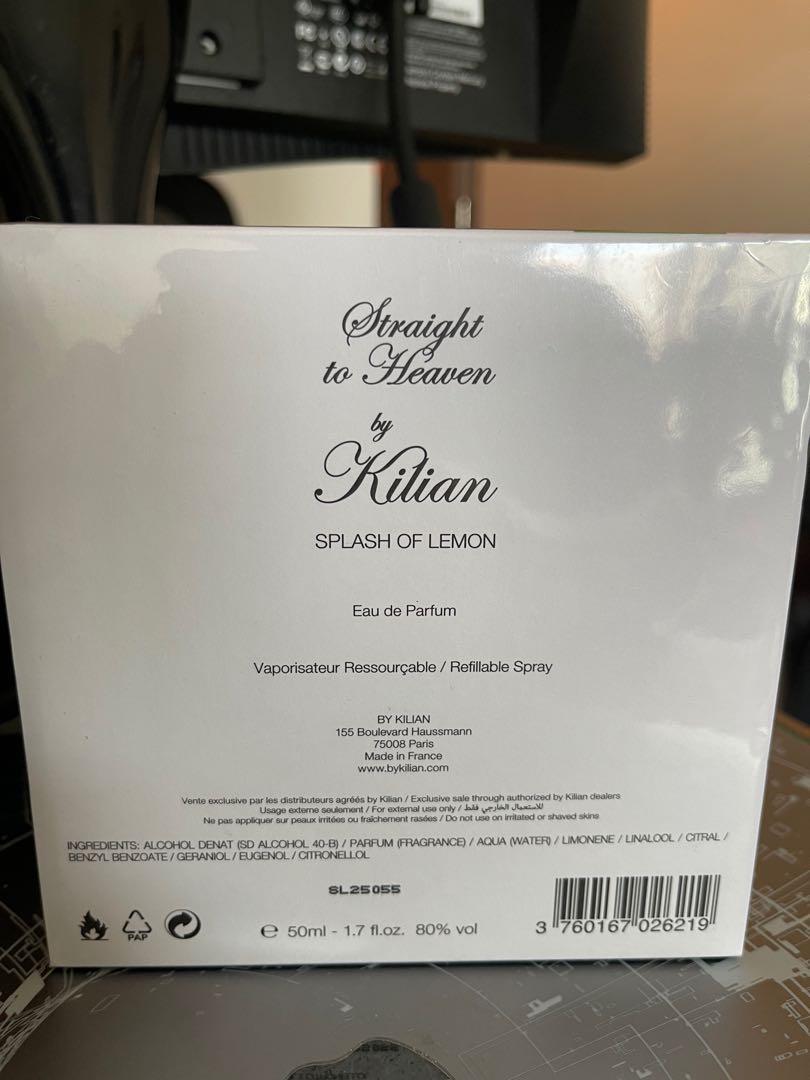 Straight
to Heaven
by
Kilian
SPLASH OF LEMON
Eau de Parfum
Vaporisateur Ressourçable / Refillable Spray
BY KILIAN
155 Boulevard Haussmann
75008 Paris
Made in France
www.bykilian.com
Vente exclusive par les distributeurs agréés by Kilian / Exclusive sale through authorized by Kilian dealers
Usage externe seulement / For external use only / للاستعمال الخارجي فقط
Ne pas appliquer sur peaux irritées ou fraîchement rasées / Do not use on irritated or shaved skins
INGREDIENTS: ALCOHOL DENAT (SD ALCOHOL 40-B) / PARFUM (FRAGRANCE) / AQUA (WATER) / LIMONENE / LINALOOL / CITRAL /
BENZYL BENZOATE / GERANIOL / EUGENOL / CITRONELLOL
SL25055
PAP
e 50ml - 1.7 fl.oz. 80% vol
3 760167 026219